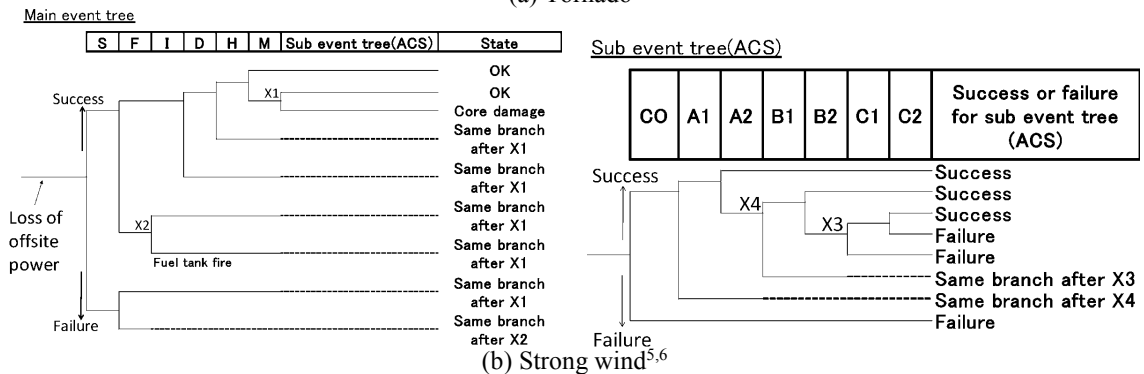 (a) Tornado
Main event tree
S F I D H M Sub event tree(ACS) State
Success
X1
OK
OK
Core damage
Same branch
after X1
Same branch
after X1
Same branch
after X1
X2
Same branch
after X1
Fuel tank fire
Loss of
offsite
power
Same branch
after X1
Failure
Same branch
after X2
Sub event tree(ACS)
CO A1 A2 B1 B2 C1 C2 Success or failure
for sub event tree
(ACS)
Success
X4
X3
Success
Success
Success
Failure
Failure
Same branch after X3
Same branch after X4
Failure
Failure
(b) Strong wind5,6